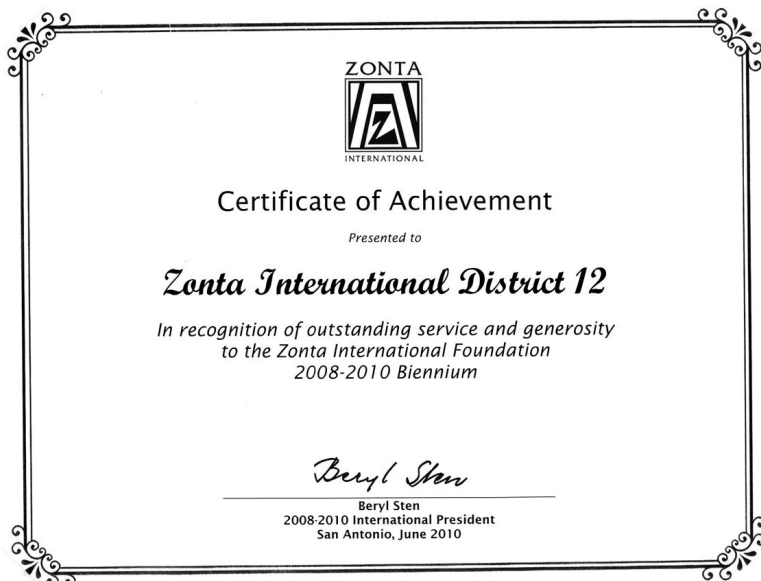 ZONTA
Z
INTERNATIONAL
Certificate of Achievement
Presented to
Zonta International District 12
In recognition of outstanding service and generosity
to the Zonta International Foundation
2008-2010 Biennium
Beryl Sten
Beryl Sten
2008-2010 International President
San Antonio, June 2010